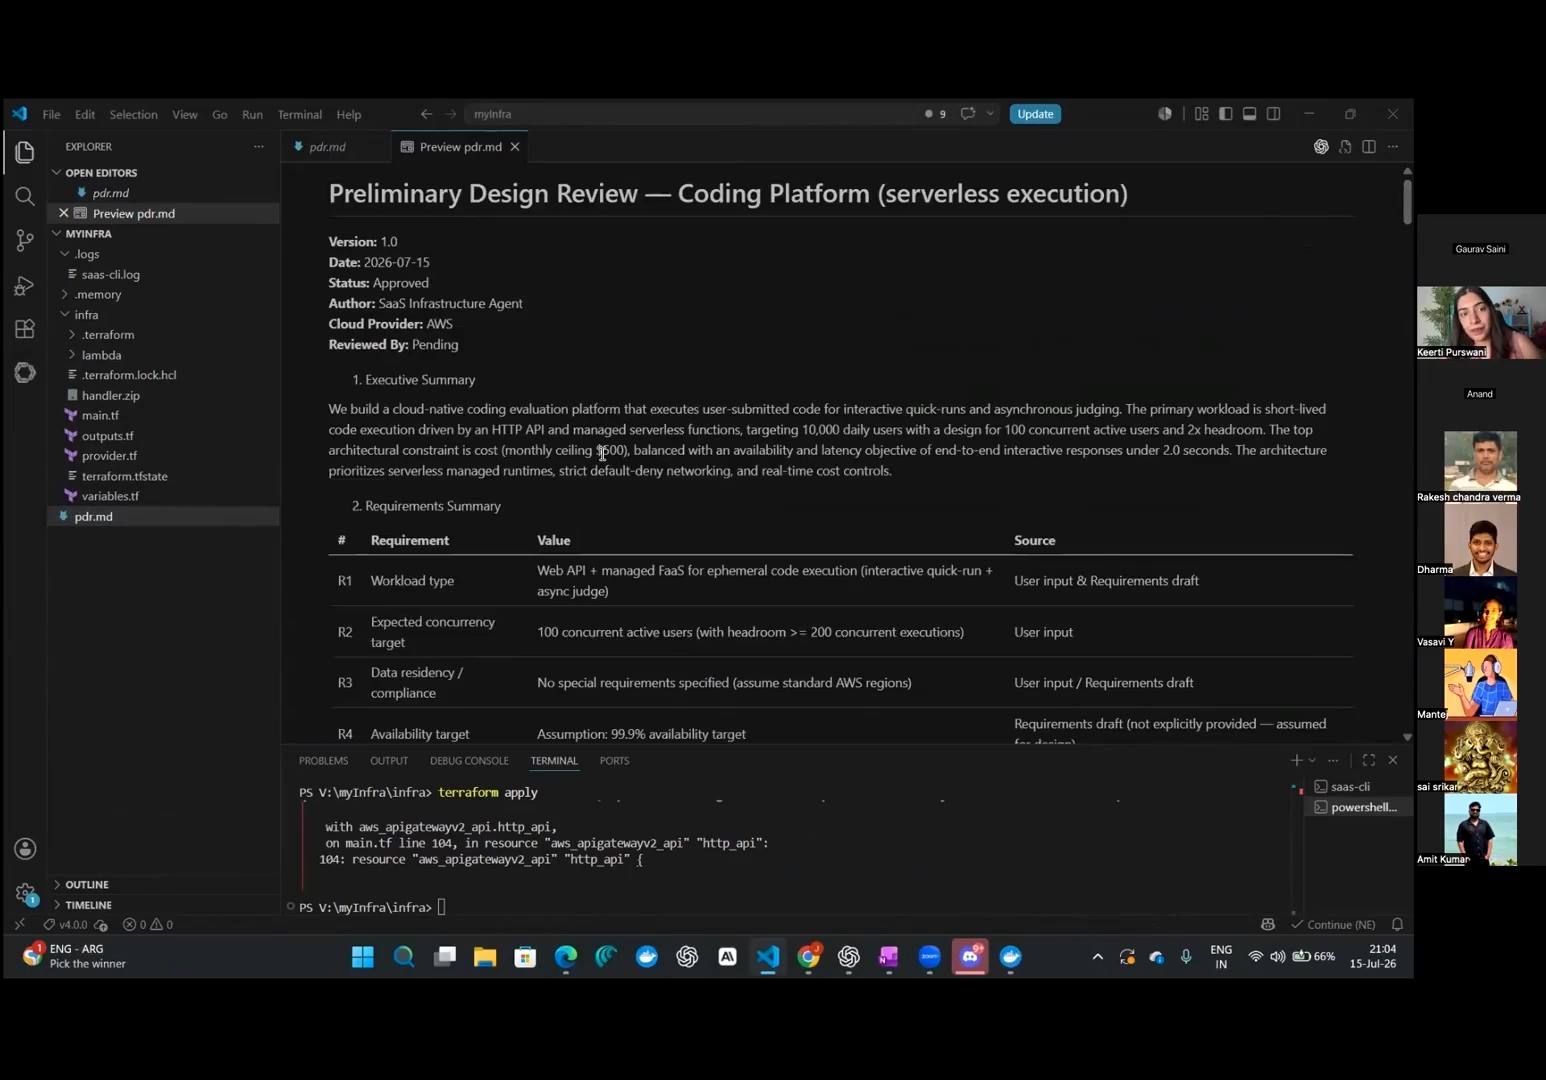 File Edit Selection View Go Run Terminal Help
myInfra
9
Update
EXPLORER
OPEN EDITORS
pdr.md
Preview pdr.md
MYINFRA
.logs
saas-cli.log
.memory
infra
.terraform
lambda
.terraform.lock.hcl
handler.zip
main.tf
outputs.tf
provider.tf
terraform.tfstate
variables.tf
pdr.md
OUTLINE
TIMELINE
pdr.md
Preview pdr.md
Preliminary Design Review — Coding Platform (serverless execution)
Version: 1.0
Date: 2026-07-15
Status: Approved
Author: SaaS Infrastructure Agent
Cloud Provider: AWS
Reviewed By: Pending
1. Executive Summary
We build a cloud-native coding evaluation platform that executes user-submitted code for interactive quick-runs and asynchronous judging. The primary workload is short-lived
code execution driven by an HTTP API and managed serverless functions, targeting 10,000 daily users with a design for 100 concurrent active users and 2x headroom. The top
architectural constraint is cost (monthly ceiling 00), balanced with an availability and latency objective of end-to-end interactive responses under 2.0 seconds. The architecture
prioritizes serverless managed runtimes, strict default-deny networking, and real-time cost controls.
2. Requirements Summary
# Requirement Value Source
R1 Workload type Web API + managed FaaS for ephemeral code execution (interactive quick-run +
async judge) User input & Requirements draft
R2 Expected concurrency
target 100 concurrent active users (with headroom >= 200 concurrent executions) User input
R3 Data residency /
compliance No special requirements specified (assume standard AWS regions) User input / Requirements draft
R4 Availability target Assumption: 99.9% availability target Requirements draft (not explicitly provided — assumed
for design)
PROBLEMS OUTPUT DEBUG CONSOLE TERMINAL PORTS
PS V:\myInfra\infra> terraform apply
with aws_apigatewayv2_api.http_api,
on main.tf line 104, in resource "aws_apigatewayv2_api" "http_api":
104: resource "aws_apigatewayv2_api" "http_api" {
PS V:\myInfra\infra>
saas-cli
powershell...
1
v4.0.0
0 0
Continue (NE)
1
ENG - ARG
Pick the winner
zoom
9+
ENG
IN
66%
21:04
15-Jul-26
Gaurav Saini
Keerti Purswani
Anand
Rakesh chandra verma
Dharma
Vasavi Y
Mantej
sai srikar
Amit Kumar